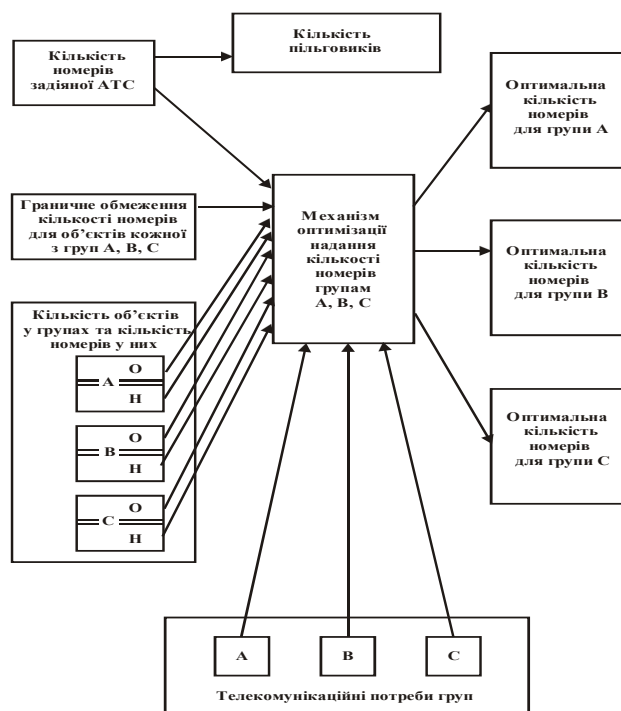 Кількість
номерів
задіяної АТС
Кількість
пільговиків
Граничне обмеження
кількості номерів
для об’єктів кожної
з груп А, В, С
Кількість об’єктів
у групах та кількість
номерів у них
О
А
Н
О
В
Н
О
С
Н
Механізм
оптимізації
надання
кількості
номерів
групам
А, В, С
Оптимальна
кількість
номерів
для групи А
Оптимальна
кількість
номерів
для групи В
Оптимальна
кількість
номерів
для групи С
А
В
С
Телекомунікаційні потреби груп